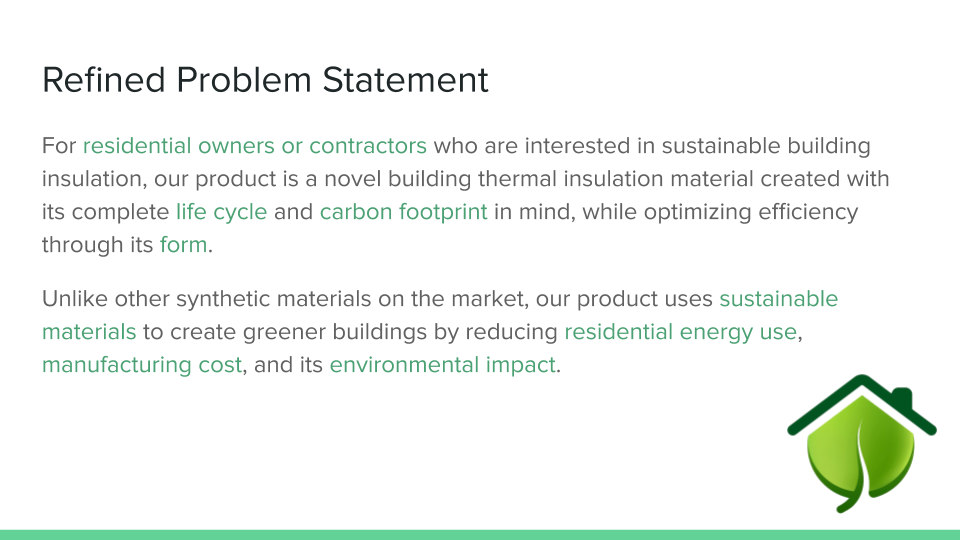 Refined Problem Statement
For residential owners or contractors who are interested in sustainable building
insulation, our product is a novel building thermal insulation material created with
its complete life cycle and carbon footprint in mind, while optimizing efficiency
through its form.
Unlike other synthetic materials on the market, our product uses sustainable
materials to create greener buildings by reducing residential energy use,
manufacturing cost, and its environmental impact.